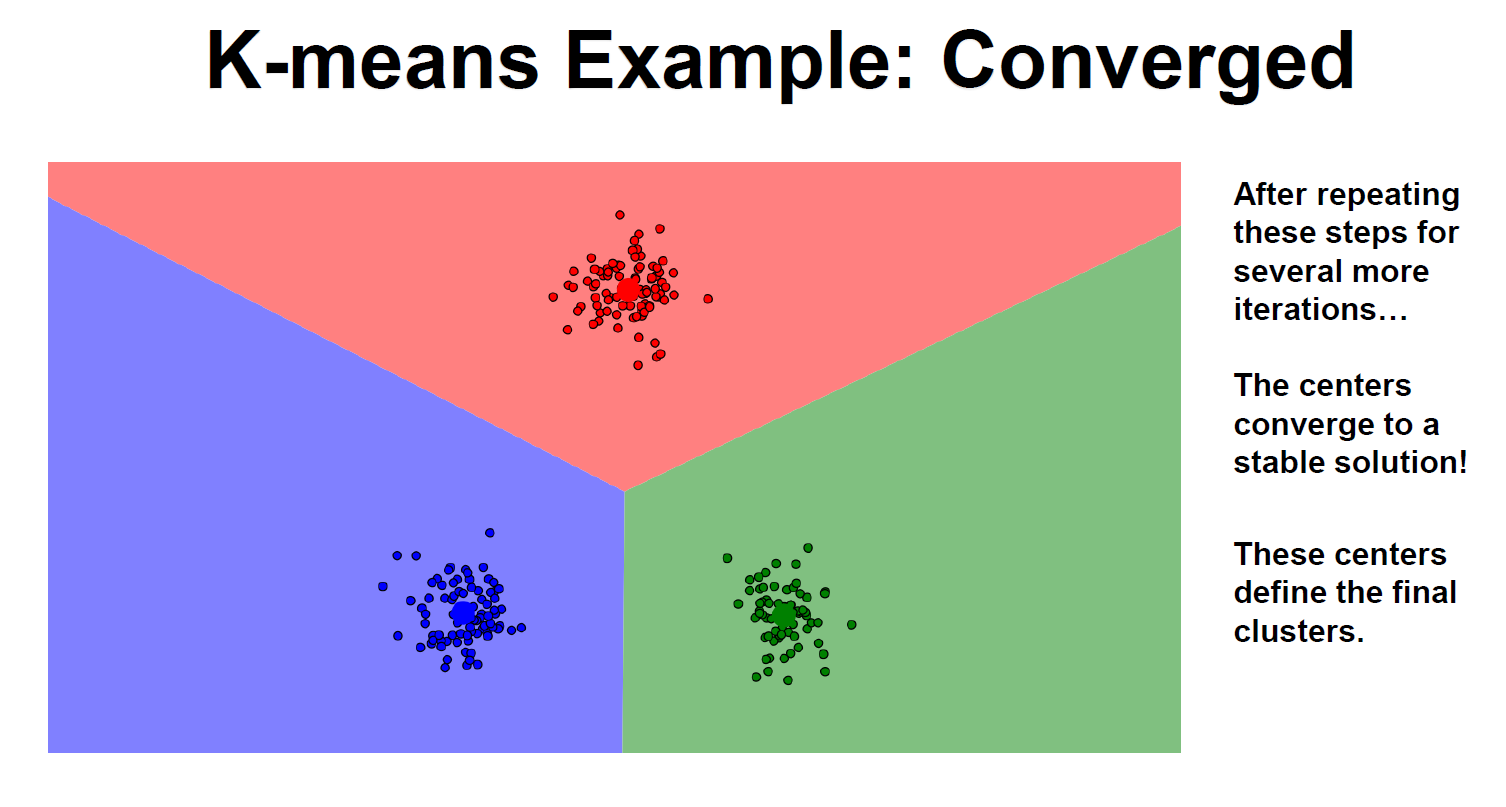 K-means Example: Converged
After repeating
these steps for
several more
iterations…
The centers
converge to a
stable solution!
These centers
define the final
clusters.